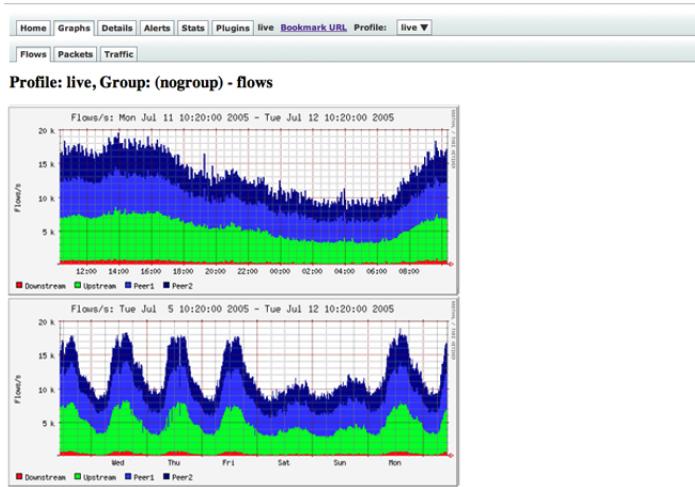 Home Graphs Details Alerts Stats Plugins live Bookmark URL Profile: live ▼
Flows Packets Traffic
Profile: live, Group: (nogroup) - flows
Flows/s: Mon Jul 11 10:20:00 2005 - Tue Jul 12 10:20:00 2005
20 k
15 k
10 k
5 k
Flows/s
12:00 14:00 16:00 18:00 20:00 22:00 00:00 02:00 04:00 06:00 08:00
Downstream Upstream Peer1 Peer2
Flows/s: Tue Jul 5 10:20:00 2005 - Tue Jul 12 10:20:00 2005
20 k
15 k
10 k
5 k
Flows/s
Wed Thu Fri Sat Sun Mon
Downstream Upstream Peer1 Peer2